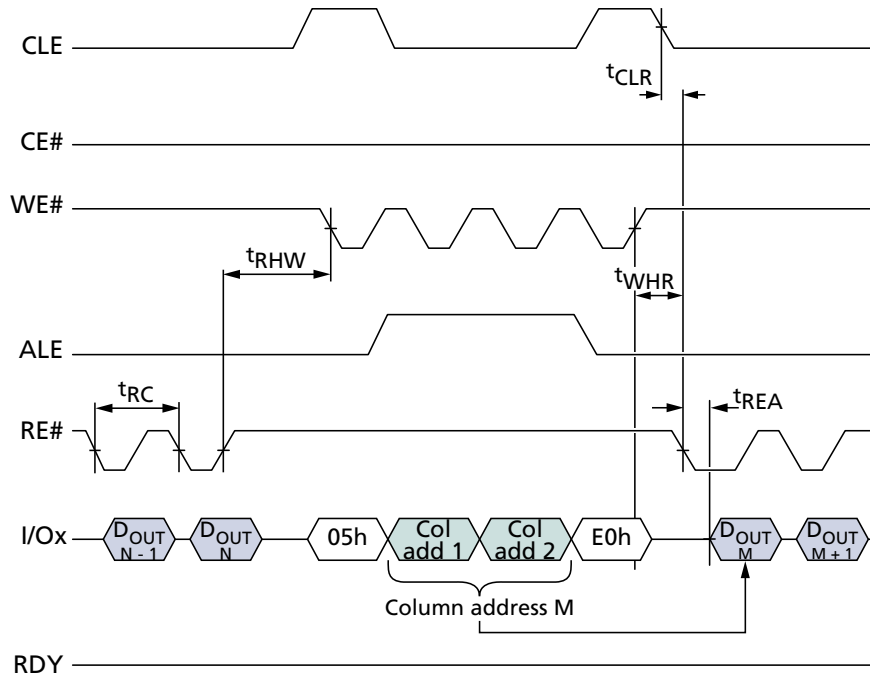 CLE
tCLR
CE#
WE#
tRHW
tWHR
ALE
tRC
tREA
RE#
I/Ox
DOUT
N - 1
DOUT
N
05h
Col
add 1
Col
add 2
E0h
DOUT
M
DOUT
M + 1
Column address M
RDY